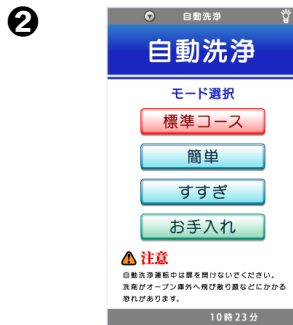 ❷
自動洗浄
自動洗浄
モード選択
標準コース
簡単
すすぎ
お手入れ
注意
自動洗浄運転中は扉を開けないでください。
洗剤がオーブン庫外へ飛び散り顔などにかかる
恐れがあります。
10時23分